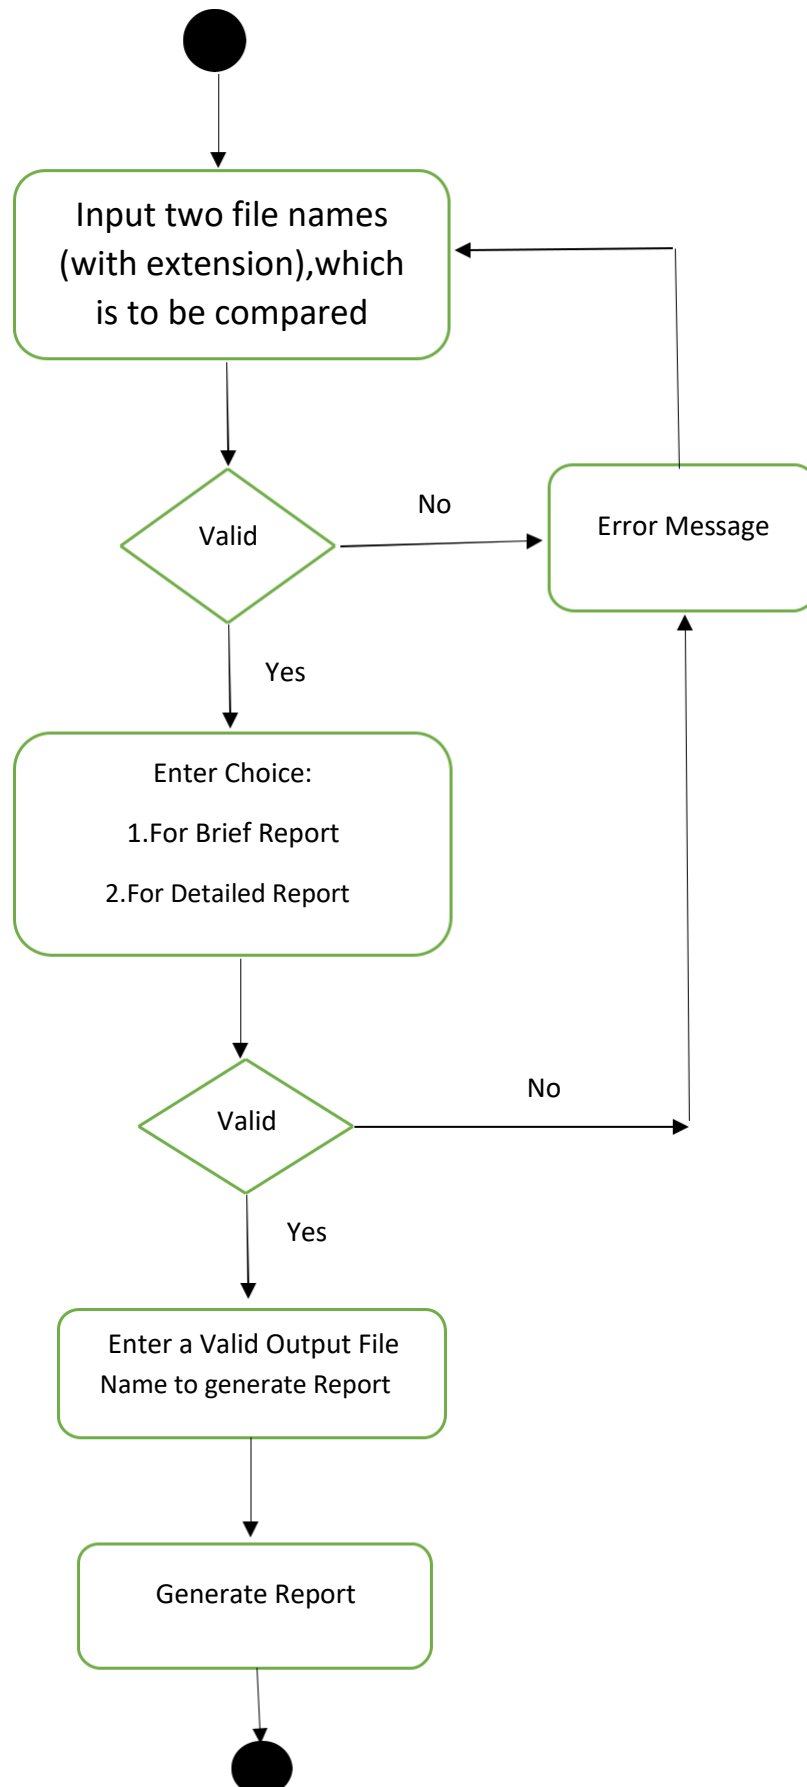 Input two file names
(with extension),which
is to be compared
Valid
No
Error Message
Yes
Enter Choice:
1.For Brief Report
2.For Detailed Report
Valid
No
Yes
Enter a Valid Output File
Name to generate Report
Generate Report